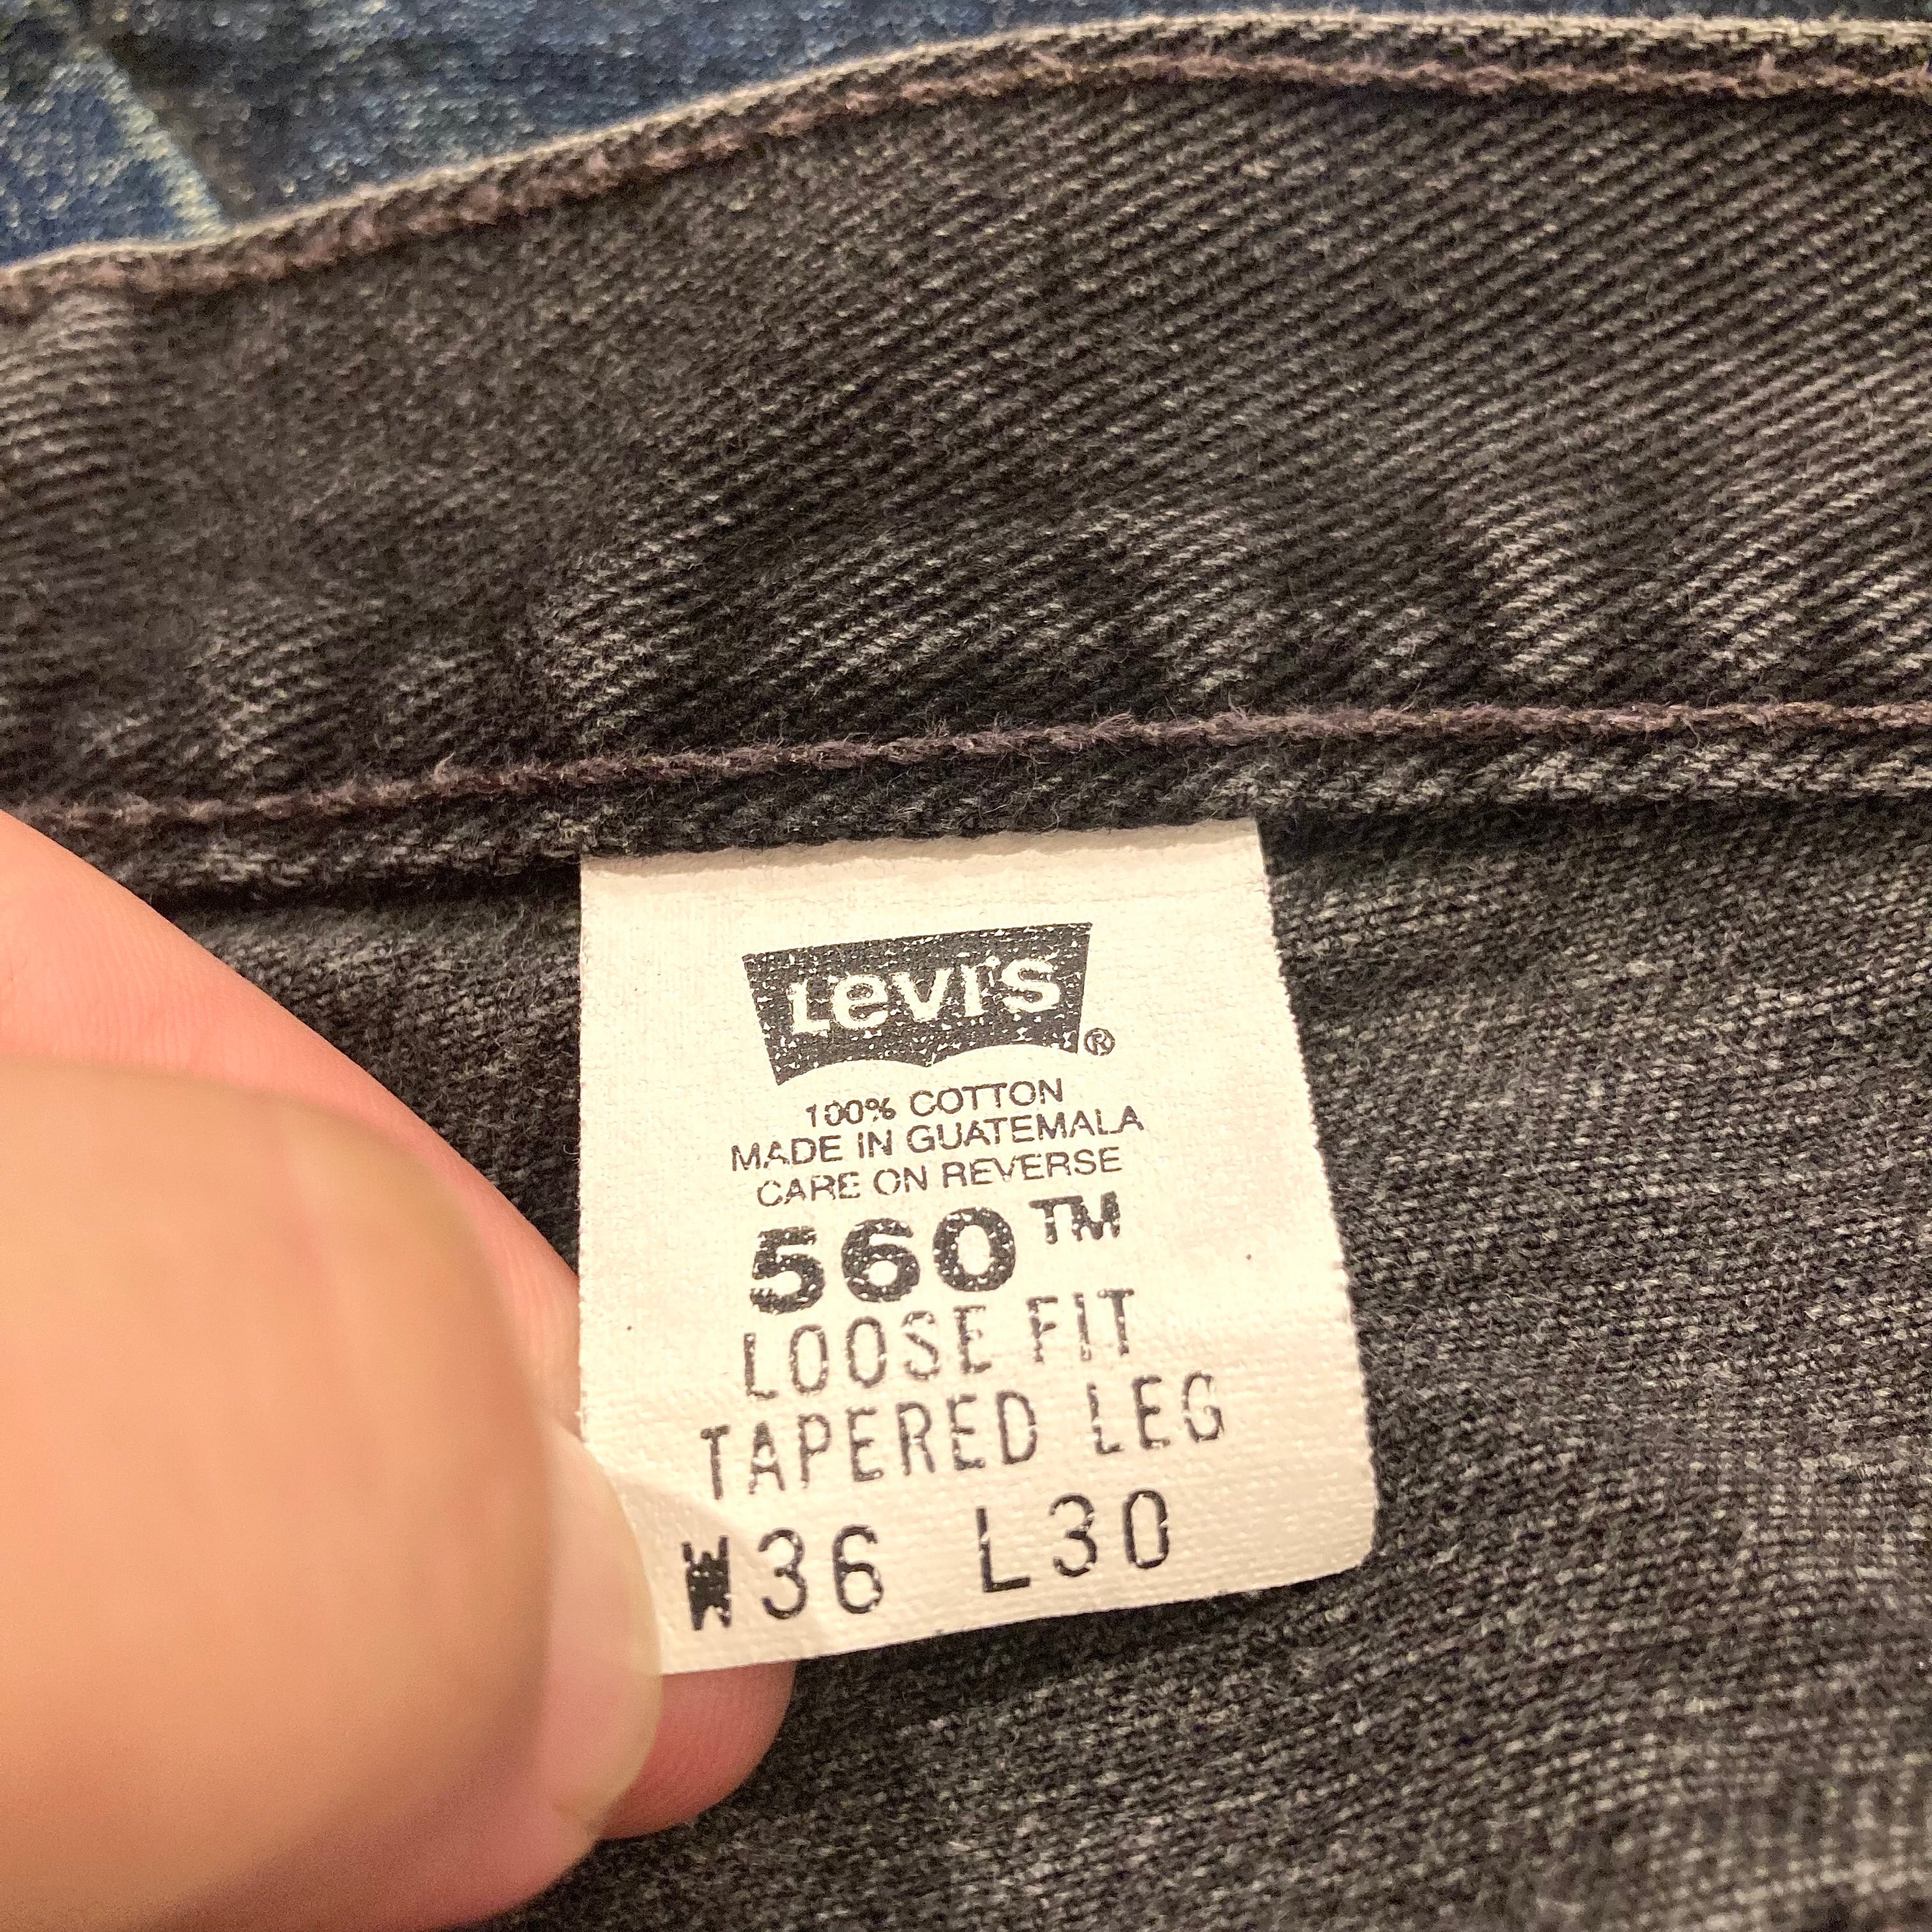 Levi's ®
100% COTTON
MADE IN GUATEMALA
CARE ON REVERSE
560™
LOOSE FIT
TAPERED LEG
W36 L30